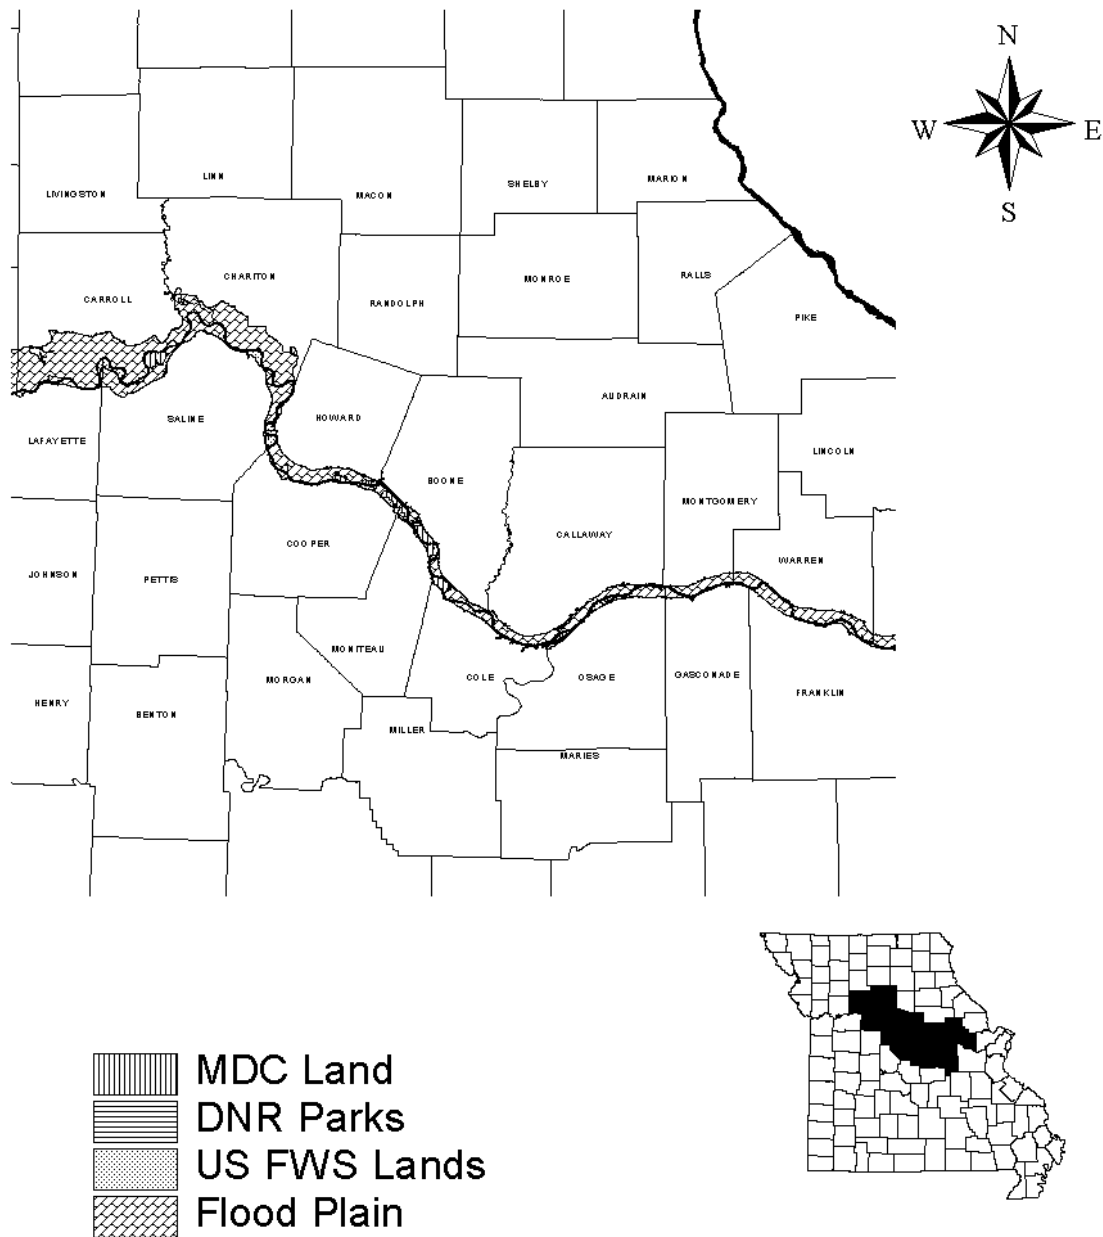 N
W E
S
LINN
LIVINGSTON
MACON
SHELBY
MARION
CHARITON
CARROLL
RANDOLPH
MONROE
RALLS
PIKE
LAFAYETTE
SALINE
HOWARD
AUDRAIN
LINCOLN
BOONE
MONTGOMERY
COOPER
CALLAWAY
WARREN
JOHNSON
PETTIS
MONITEAU
MORGAN
COLE
OSAGE
GASCONADE
FRANKLIN
HENRY
BENTON
MILLER
MARIES
MDC Land
DNR Parks
US FWS Lands
Flood Plain